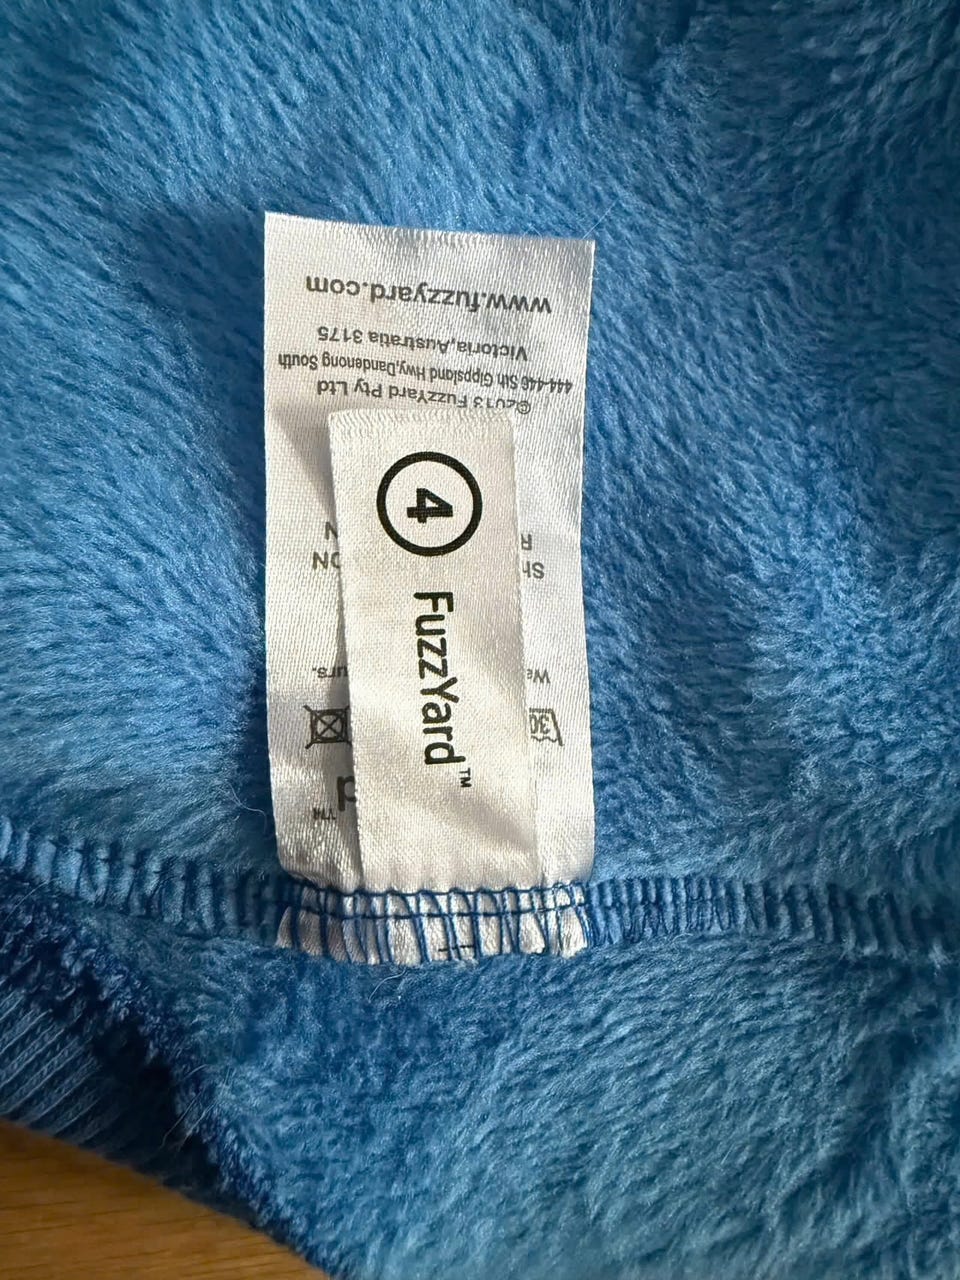 4 FuzzYard™
30
©2013 FuzzYard Pty Ltd
444-446 Sth Gippsland Hwy,Dandenong South
Victoria,Australia 3175
www.fuzzyard.com